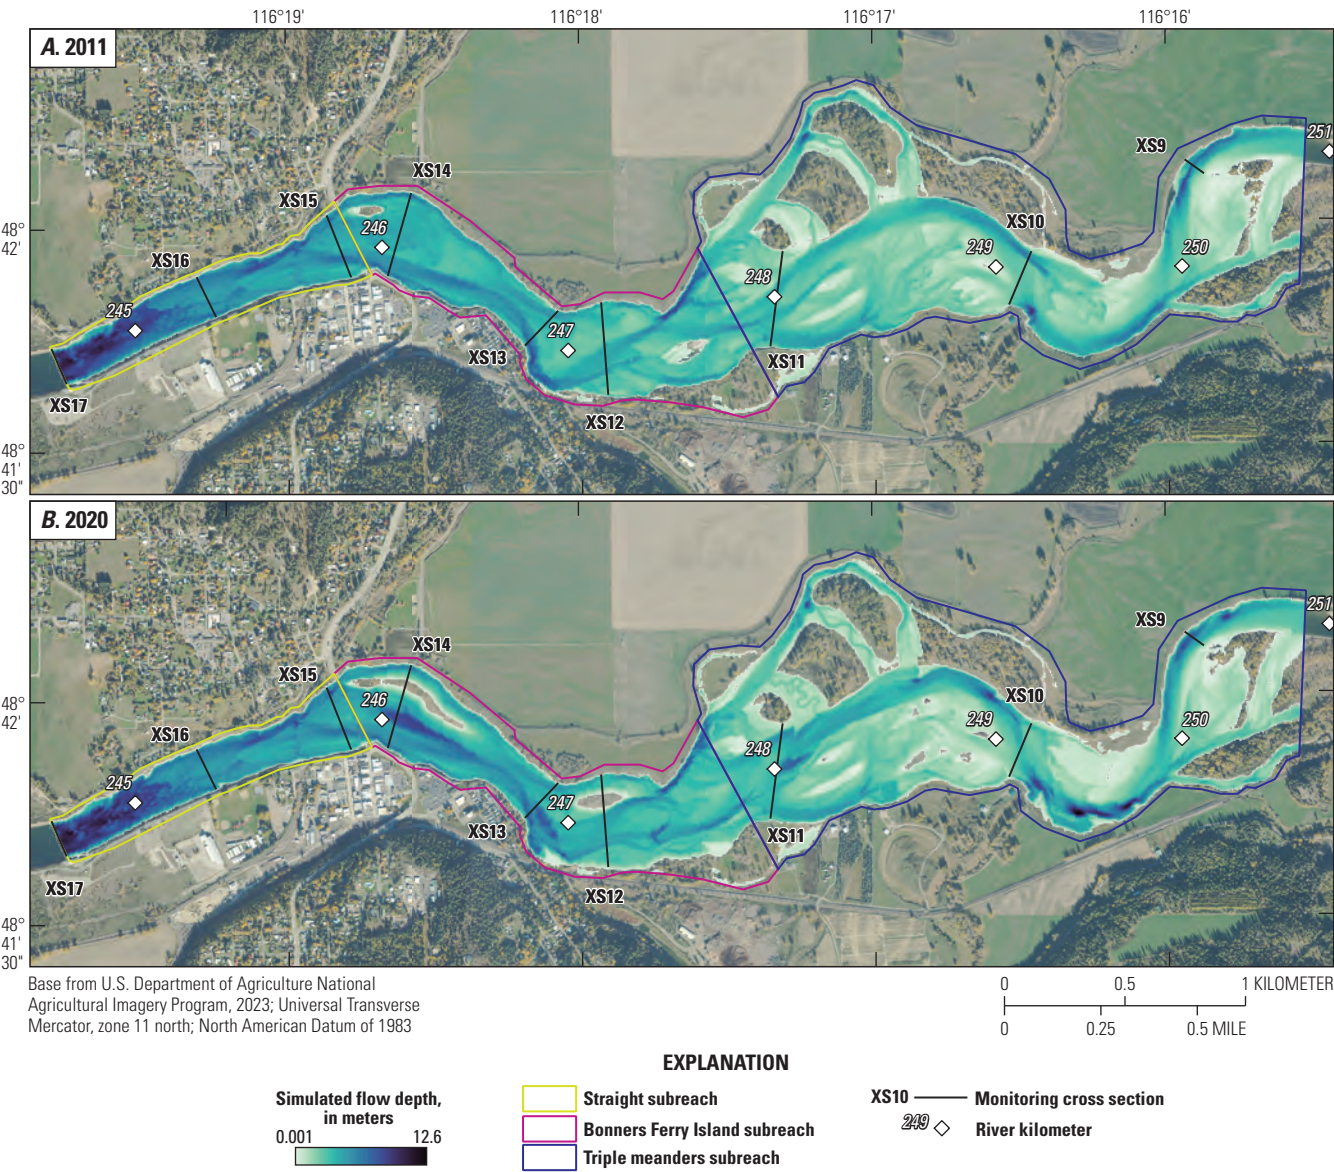 116°19'
116°18'
116°17'
116°16'
A. 2011
251
XS9
XS14
XS15
48°
42'
246
XS10
XS16
249
250
248
245
247
XS13
XS11
XS17
XS12
48°
41'
30"
B. 2020
251
XS9
XS14
XS15
48°
42'
246
XS10
XS16
249
250
248
245
247
XS13
XS11
XS17
XS12
48°
41'
30"
Base from U.S. Department of Agriculture National
Agricultural Imagery Program, 2023; Universal Transverse
Mercator, zone 11 north; North American Datum of 1983
0 0.5 1 KILOMETER
0 0.25 0.5 MILE
EXPLANATION
Simulated flow depth,
in meters
0.001 12.6
Straight subreach
Bonners Ferry Island subreach
Triple meanders subreach
XS10 Monitoring cross section
249 River kilometer